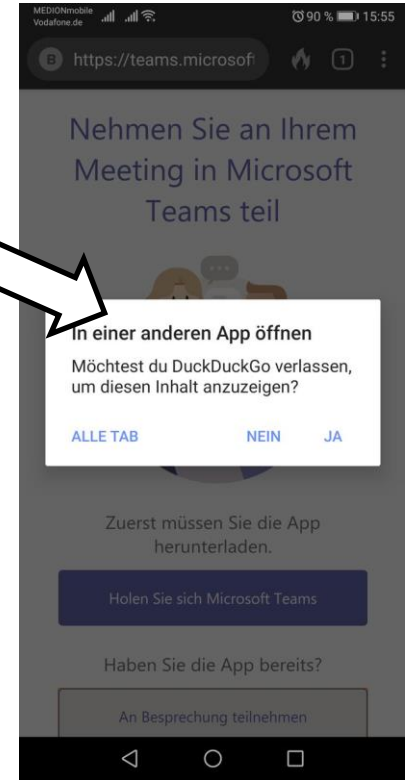 MEDIONmobile
Vodafone.de
90 % 15:55
B https://teams.microsof 1
Nehmen Sie an Ihrem
Meeting in Microsoft
Teams teil
In einer anderen App öffnen
Möchtest du DuckDuckGo verlassen,
um diesen Inhalt anzuzeigen?
ALLE TAB NEIN JA
Zuerst müssen Sie die App
herunterladen.
Holen Sie sich Microsoft Teams
Haben Sie die App bereits?
An Besprechung teilnehmen